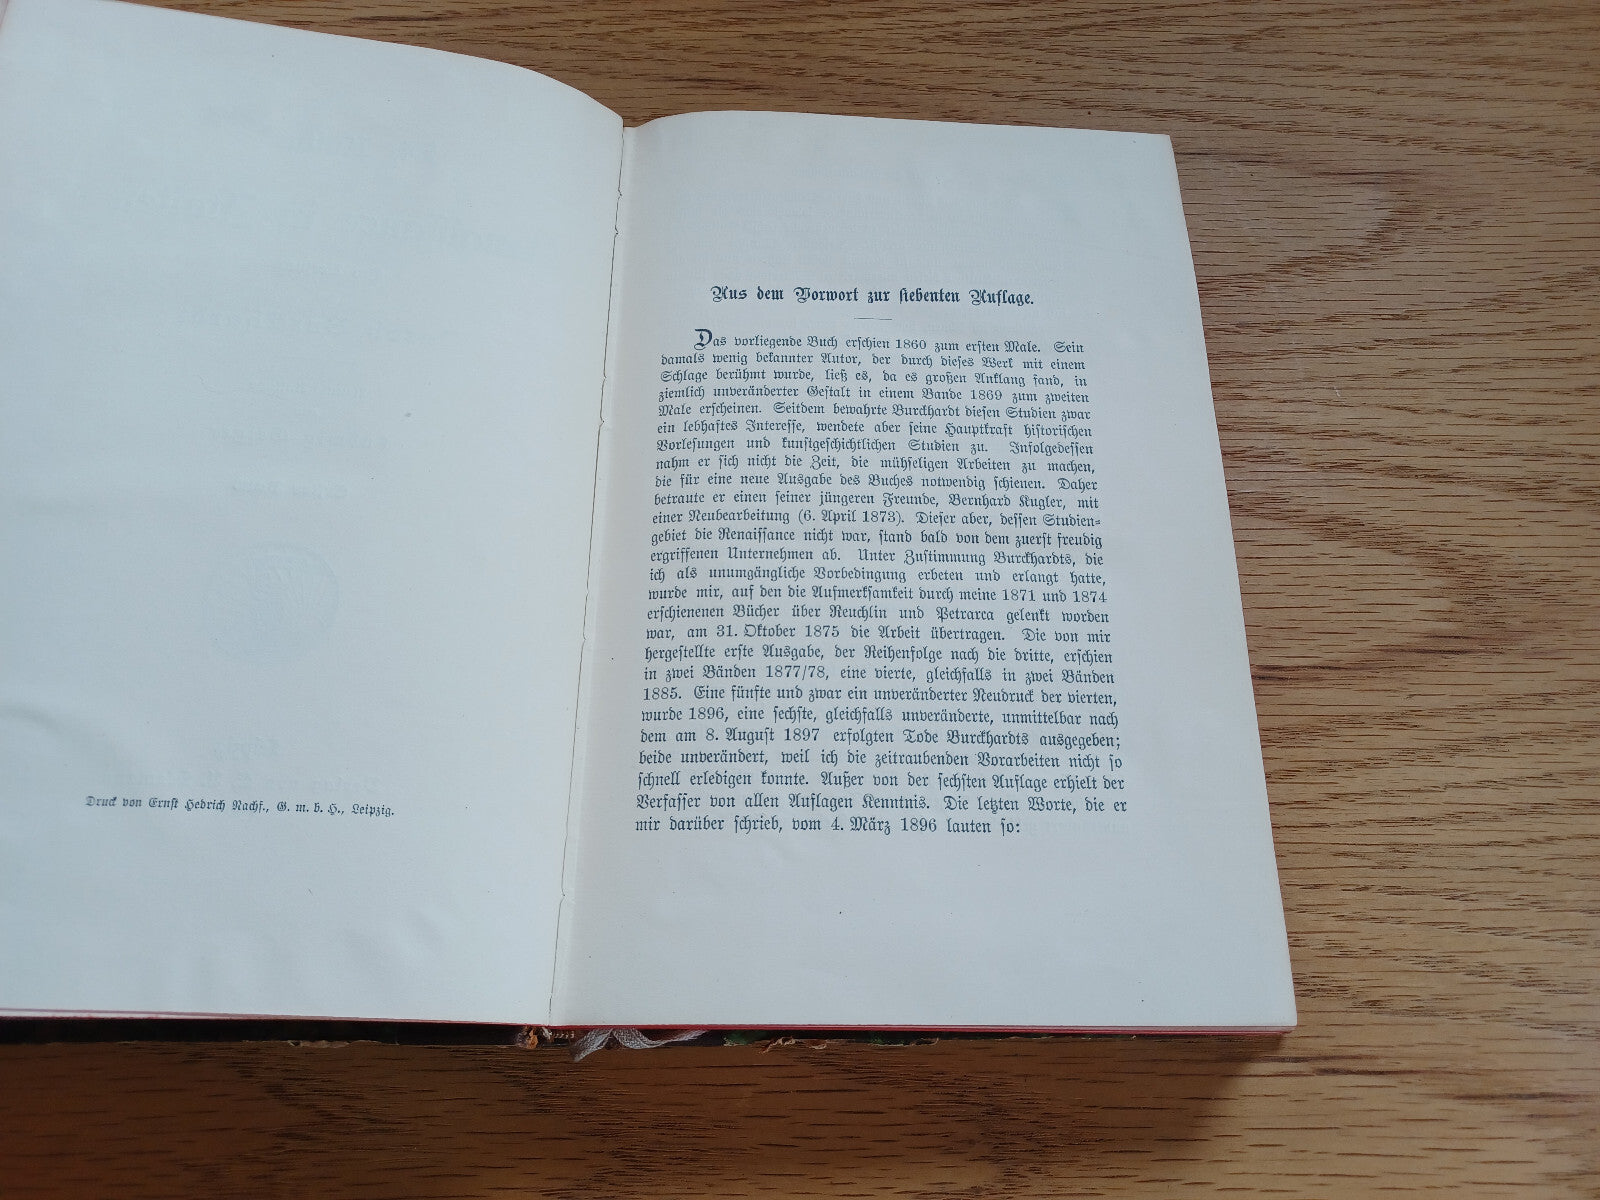 Druck von Ernst Hedrich Nachf., G. m. b. H., Leipzig.
Aus dem Vorwort zur siebenten Auflage.
Das vorliegende Buch erschien 1860 zum ersten Male. Sein
damals wenig bekannter Autor, der durch dieses Werk mit einem
Schlage berühmt wurde, ließ es, da es großen Anklang fand, in
ziemlich unveränderter Gestalt in einem Bande 1869 zum zweiten
Male erscheinen. Seitdem bewahrte Burckhardt diesen Studien zwar
ein lebhaftes Interesse, wendete aber seine Hauptkraft historischen
Vorlesungen und kunstgeschichtlichen Studien zu. Infolgedessen
nahm er sich nicht die Zeit, die mühseligen Arbeiten zu machen,
die für eine neue Ausgabe des Buches notwendig schienen. Daher
betraute er einen seiner jüngeren Freunde, Bernhard Kugler, mit
einer Neubearbeitung (6. April 1873). Dieser aber, dessen Studien-
gebiet die Renaissance nicht war, stand bald von dem zuerst freudig
ergriffenen Unternehmen ab. Unter Zustimmung Burckhardts, die
ich als unumgängliche Vorbedingung erbeten und erlangt hatte,
wurde mir, auf den die Aufmerksamkeit durch meine 1871 und 1874
erschienenen Bücher über Reuchlin und Petrarca gelenkt worden
war, am 31. Oktober 1875 die Arbeit übertragen. Die von mir
hergestellte erste Ausgabe, der Reihenfolge nach die dritte, erschien
in zwei Bänden 1877/78, eine vierte, gleichfalls in zwei Bänden
1885. Eine fünfte und zwar ein unveränderter Neudruck der vierten,
wurde 1896, eine sechste, gleichfalls unveränderte, unmittelbar nach
dem am 8. August 1897 erfolgten Tode Burckhardts ausgegeben;
beide unverändert, weil ich die zeitraubenden Vorarbeiten nicht so
schnell erledigen konnte. Außer von der sechsten Auflage erhielt der
Verfasser von allen Auflagen Kenntnis. Die letzten Worte, die er
mir darüber schrieb, vom 4. März 1896 lauten so: